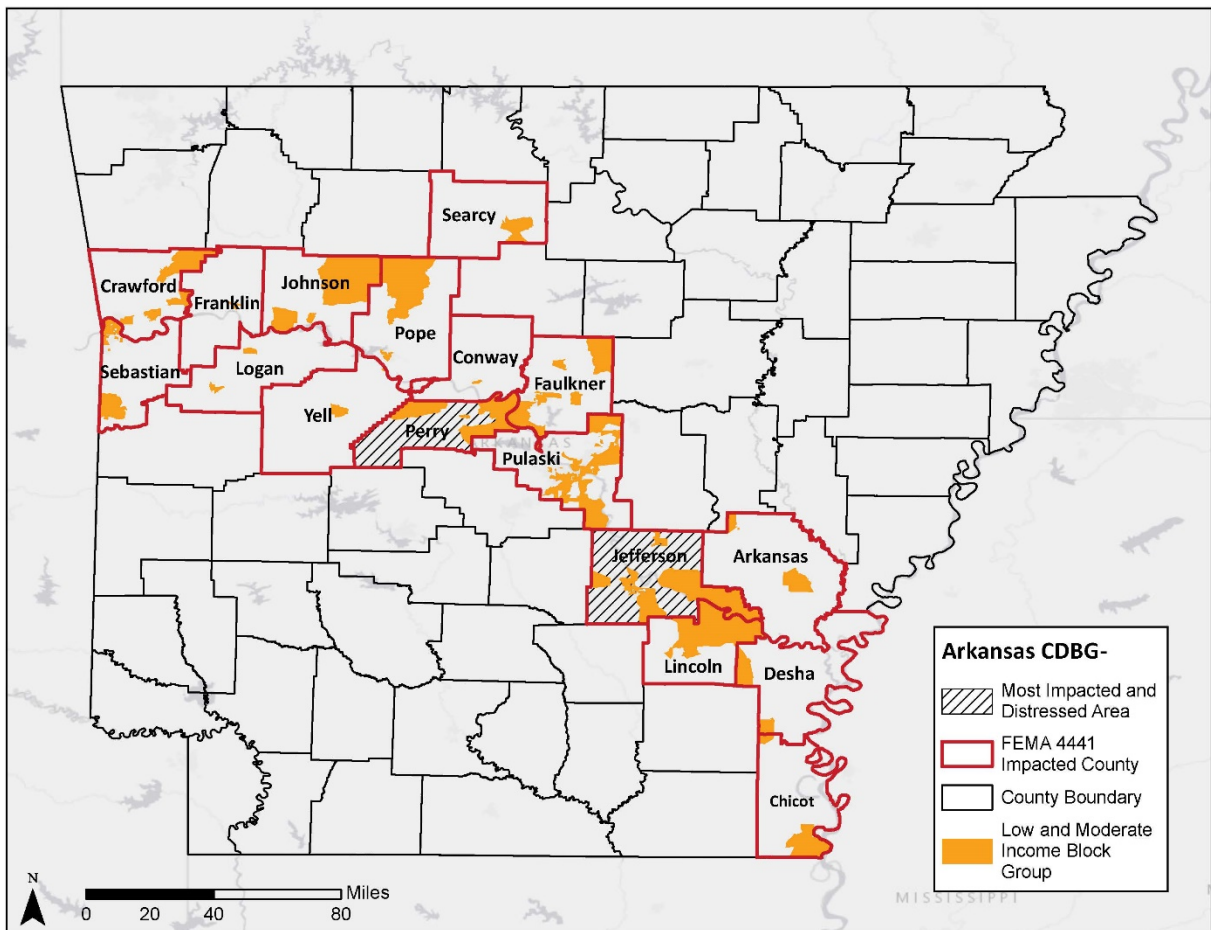 Searcy
Crawford
Franklin
Johnson
Pope
Sebastian
Logan
Conway
Faulkner
Yell
Perry
ARKANSAS
Pulaski
Jefferson
Arkansas
Lincoln
Desha
Chicot
Arkansas CDBG-
Most Impacted and
Distressed Area
FEMA 4441
Impacted County
County Boundary
Low and Moderate
Income Block
Group
N
Miles
0 20 40 80
MISSISSIPPI